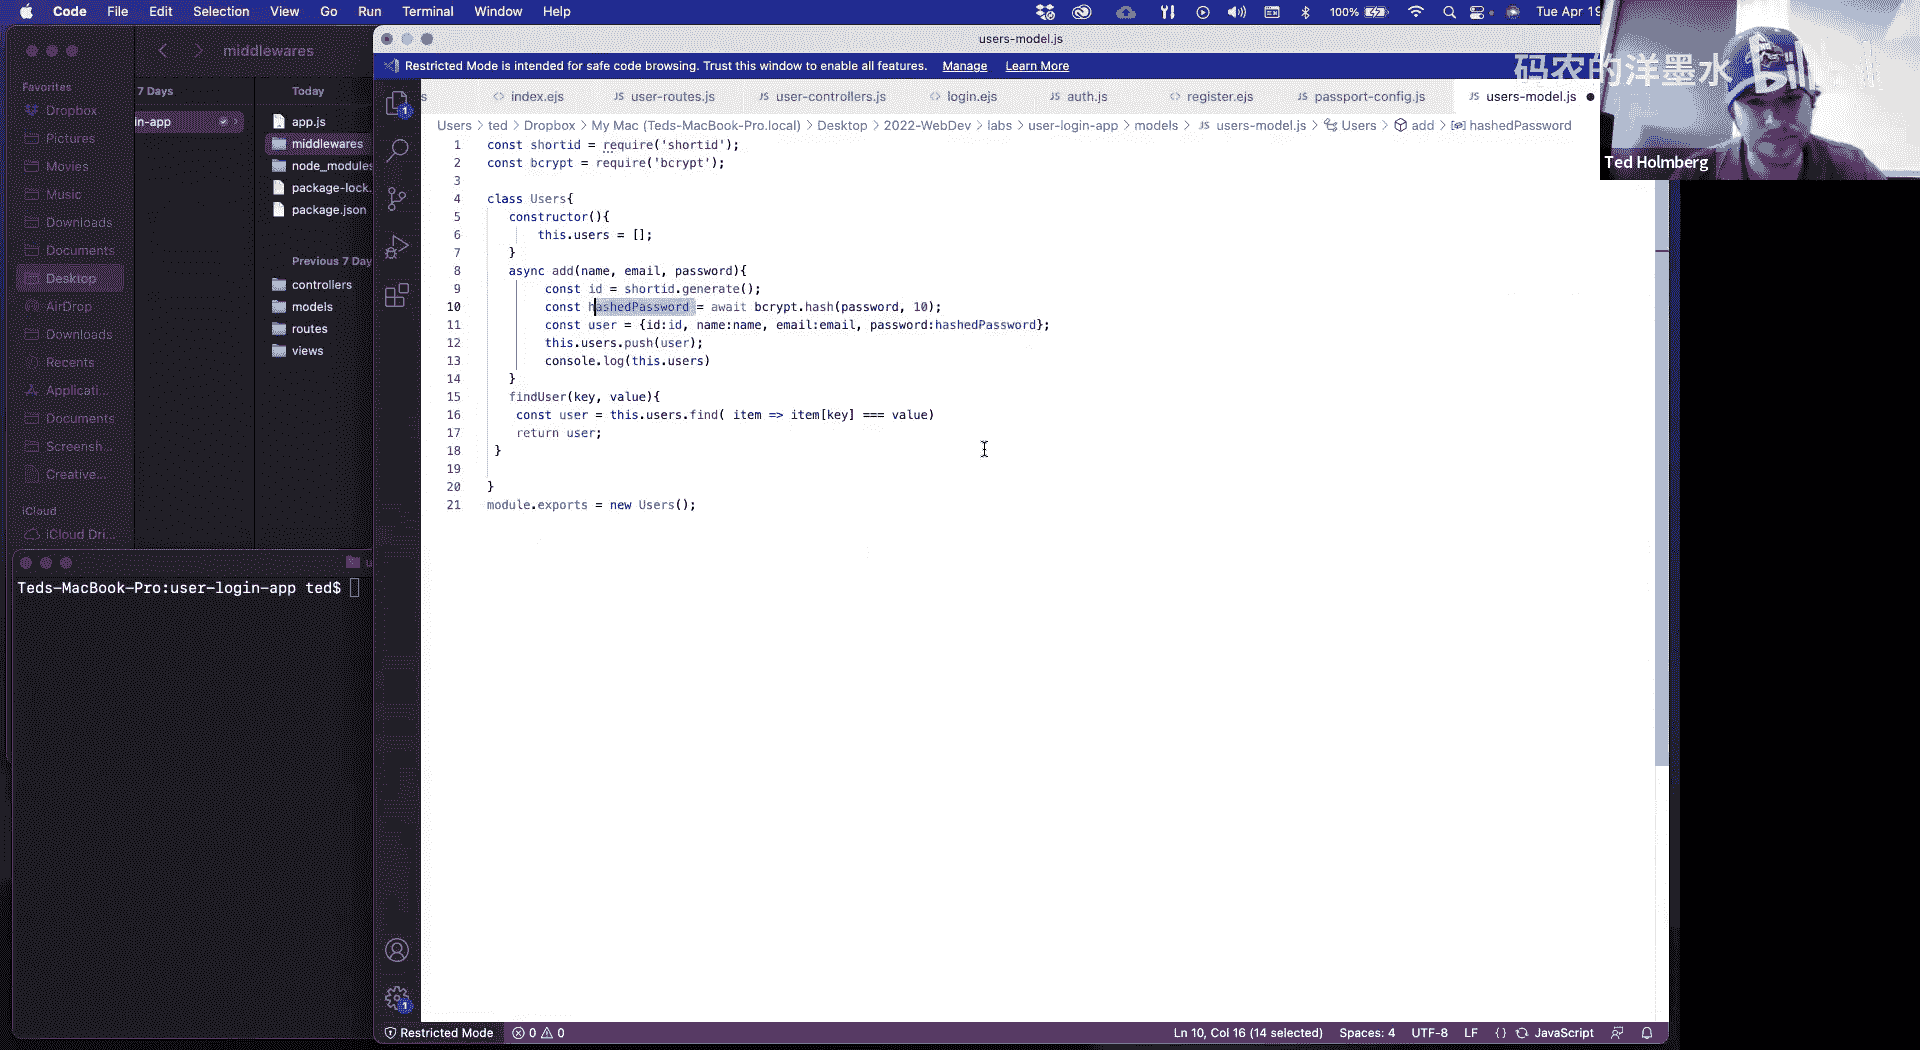 Code File Edit Selection View Go Run Terminal Window Help
100%
Tue Apr 19
码农的洋墨水
Ted Holmberg
middlewares
Favorites
Dropbox
Pictures
Movies
Music
Downloads
Documents
Desktop
AirDrop
Downloads
Recents
Applicati...
Documents
Screensh...
Creative...
iCloud
iCloud Dri...
7 Days
in-app
Today
app.js
middlewares
node_modules
package-lock.
package.json
Previous 7 Day
controllers
models
routes
views
Teds-MacBook-Pro:user-login-app ted$
users-model.js
Restricted Mode is intended for safe code browsing. Trust this window to enable all features. Manage Learn More
s index.ejs JS user-routes.js JS user-controllers.js login.ejs JS auth.js register.ejs JS passport-config.js JS users-model.js
Users > ted > Dropbox > My Mac (Teds-MacBook-Pro.local) > Desktop > 2022-WebDev > labs > user-login-app > models > JS users-model.js > Users > add > hashedPassword
1 const shortid = require('shortid');
2 const bcrypt = require('bcrypt');
3
4 class Users{
5 constructor(){
6 this.users = [];
7 }
8 async add(name, email, password){
9 const id = shortid.generate();
10 const hashedPassword = await bcrypt.hash(password, 10);
11 const user = {id:id, name:name, email:email, password:hashedPassword};
12 this.users.push(user);
13 console.log(this.users)
14 }
15 findUser(key, value){
16 const user = this.users.find( item => item[key] === value)
17 return user;
18 }
19
20 }
21 module.exports = new Users();
1
1
Restricted Mode 0 0 Ln 10, Col 16 (14 selected) Spaces: 4 UTF-8 LF {} JavaScript